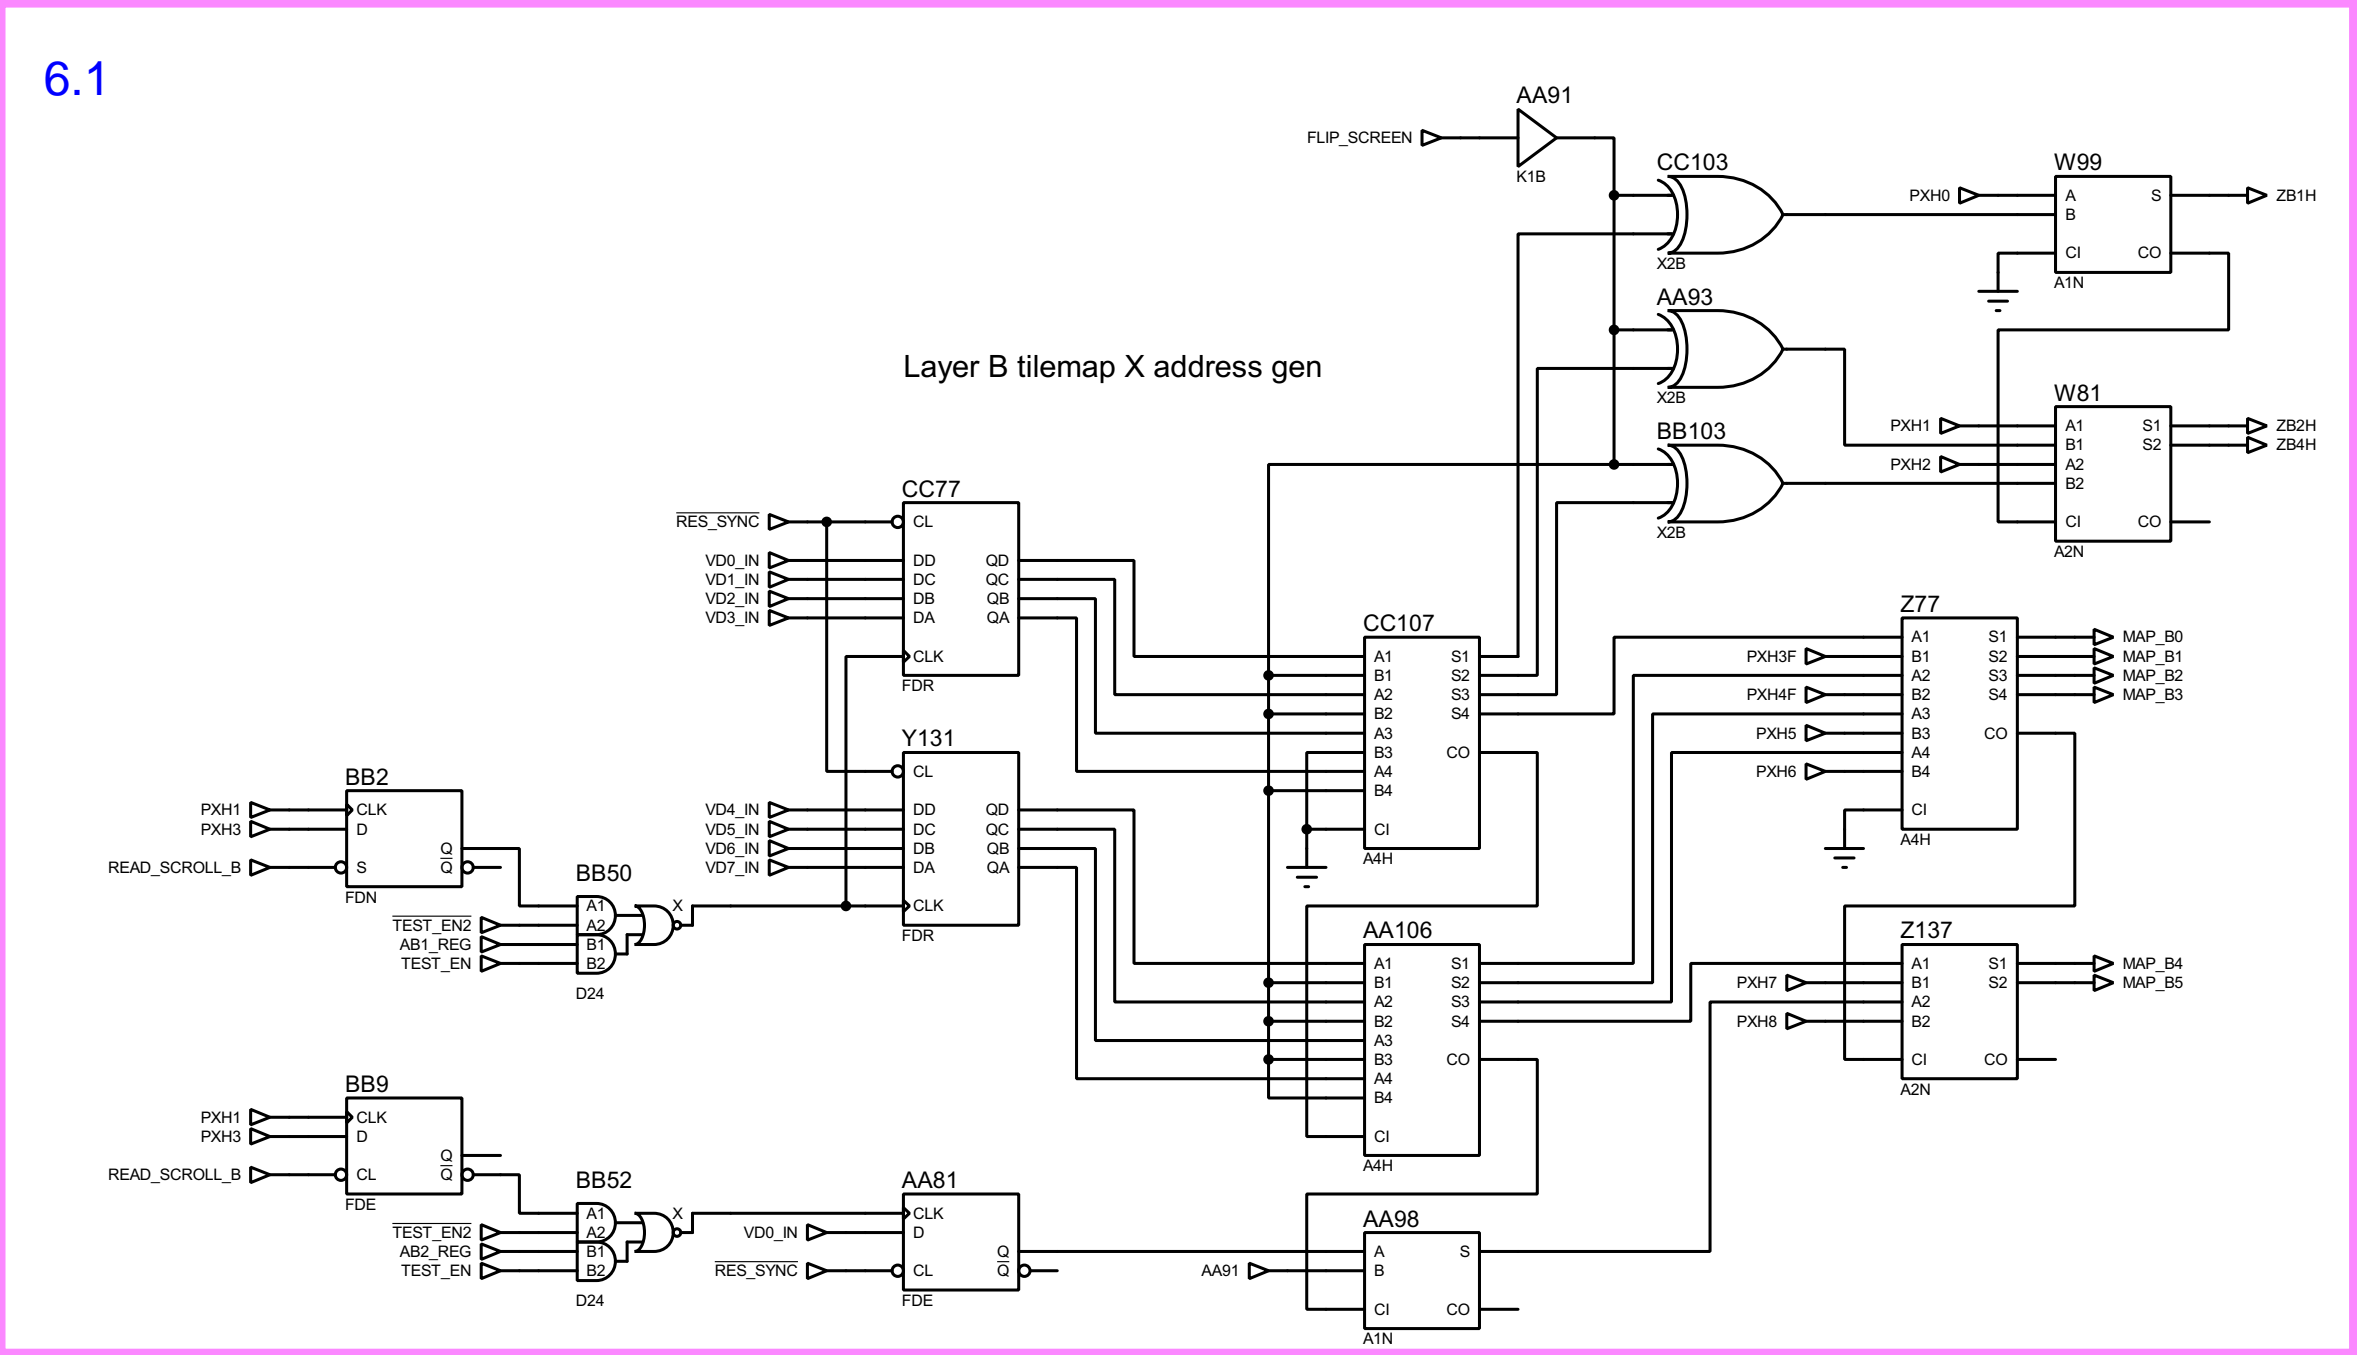 6.1
AA91
FLIP_SCREEN
K1B
CC103
X2B
W99
PXH0
A S
B
CI CO
A1N
ZB1H
AA93
X2B
Layer B tilemap X address gen
BB103
X2B
W81
PXH1
PXH2
A1 S1
B1 S2
A2
B2
CI CO
A2N
ZB2H
ZB4H
CC77
RES_SYNC
VD0_IN
VD1_IN
VD2_IN
VD3_IN
CL
DD QD
DC QC
DB QB
DA QA
CLK
FDR
CC107
A1 S1
B1 S2
A2 S3
B2 S4
A3
B3 CO
A4
B4
CI
A4H
Z77
PXH3F
PXH4F
PXH5
PXH6
A1 S1
B1 S2
A2 S3
B2 S4
A3
B3 CO
A4
B4
CI
A4H
MAP_B0
MAP_B1
MAP_B2
MAP_B3
Y131
VD4_IN
VD5_IN
VD6_IN
VD7_IN
CL
DD QD
DC QC
DB QB
DA QA
CLK
FDR
BB2
PXH1
PXH3
READ_SCROLL_B
CLK
D
Q
S Q
FDN
BB50
TEST_EN2
AB1_REG
TEST_EN
A1
A2
B1
B2
X
D24
AA106
A1 S1
B1 S2
A2 S3
B2 S4
A3
B3 CO
A4
B4
CI
A4H
Z137
PXH7
PXH8
A1 S1
B1 S2
A2
B2
CI CO
A2N
MAP_B4
MAP_B5
BB9
PXH1
PXH3
READ_SCROLL_B
CLK
D
Q
CL Q
FDE
BB52
TEST_EN2
AB2_REG
TEST_EN
A1
A2
B1
B2
X
D24
AA81
VD0_IN
RES_SYNC
CLK
D
Q
CL Q
FDE
AA98
AA91
A S
B
CI CO
A1N